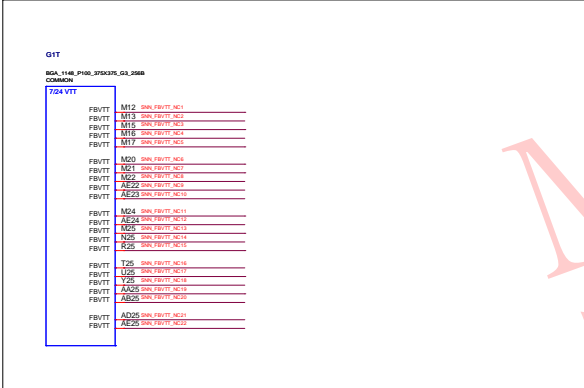 G1T
BGA_1148_P100_375X375_G3_256B
COMMON
7/24 VTT
FBVTT M12 SNN_FBVTT_NC1
FBVTT M13 SNN_FBVTT_NC2
FBVTT M15 SNN_FBVTT_NC3
FBVTT M16 SNN_FBVTT_NC4
FBVTT M17 SNN_FBVTT_NC5
FBVTT M20 SNN_FBVTT_NC6
FBVTT M21 SNN_FBVTT_NC7
FBVTT M22 SNN_FBVTT_NC8
FBVTT AE22 SNN_FBVTT_NC9
FBVTT AE23 SNN_FBVTT_NC10
FBVTT M24 SNN_FBVTT_NC11
FBVTT AE24 SNN_FBVTT_NC12
FBVTT M25 SNN_FBVTT_NC13
FBVTT N25 SNN_FBVTT_NC14
FBVTT R25 SNN_FBVTT_NC15
FBVTT T25 SNN_FBVTT_NC16
FBVTT U25 SNN_FBVTT_NC17
FBVTT Y25 SNN_FBVTT_NC18
FBVTT AA25 SNN_FBVTT_NC19
FBVTT AB25 SNN_FBVTT_NC20
FBVTT AD25 SNN_FBVTT_NC21
FBVTT AE25 SNN_FBVTT_NC22